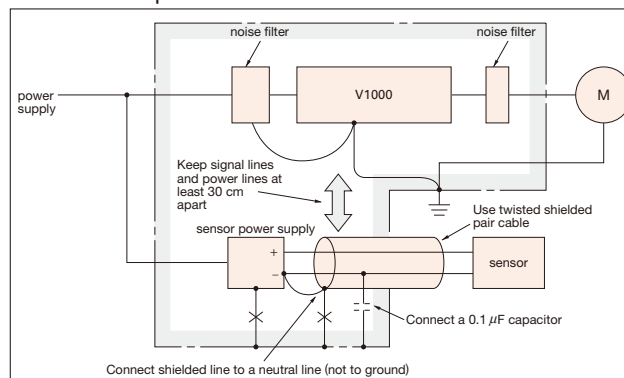 noise filter
noise filter
V1000
M
power
supply
Keep signal lines
and power lines at
least 30 cm
apart
Use twisted shielded
pair cable
sensor power supply
+
−
sensor
Connect a 0.1 μF capacitor
Connect shielded line to a neutral line (not to ground)